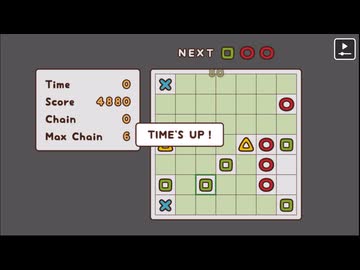 NEXT
Time 0
Score 4880
Chain 0
Max Chain 6
TIME'S UP !